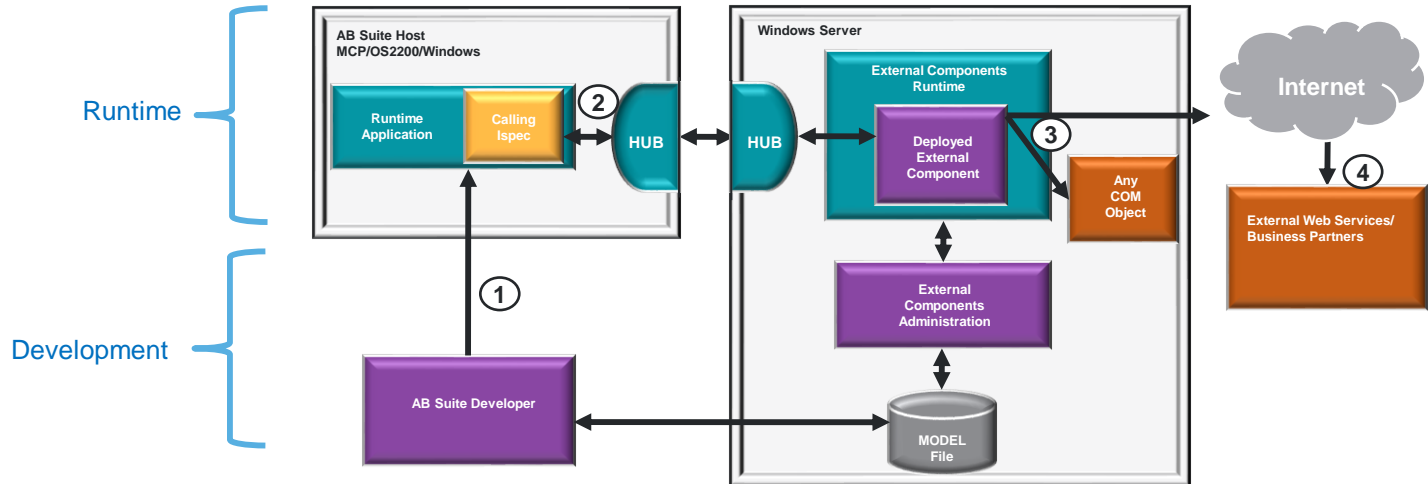 Runtime
Development
AB Suite Host
MCP/OS2200/Windows
Runtime
Application
Calling
Ispec
2
HUB
1
AB Suite Developer
Windows Server
HUB
External Components
Runtime
Deployed
External
Component
3
Any
COM
Object
External
Components
Administration
MODEL
File
Internet
4
External Web Services/
Business Partners